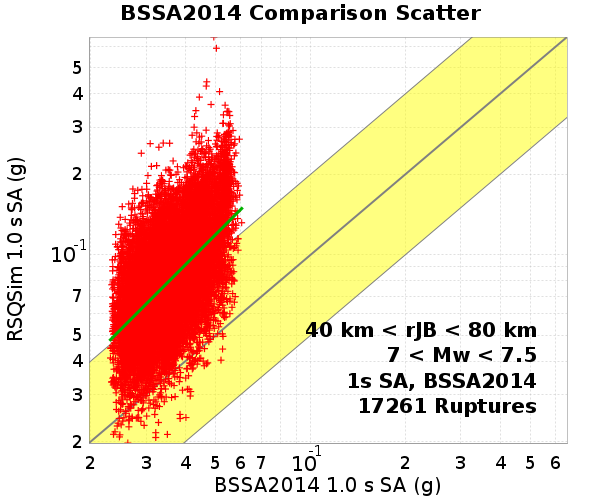 BSSA2014 Comparison Scatter
RSQSim 1.0 s SA (g)
5
4
3
2
10-1
7
5
4
3
2
40 km < rJB < 80 km
7 < Mw < 7.5
1s SA, BSSA2014
17261 Ruptures
2 3 4 5 6 7 10-1 2 3 4 5 6
BSSA2014 1.0 s SA (g)